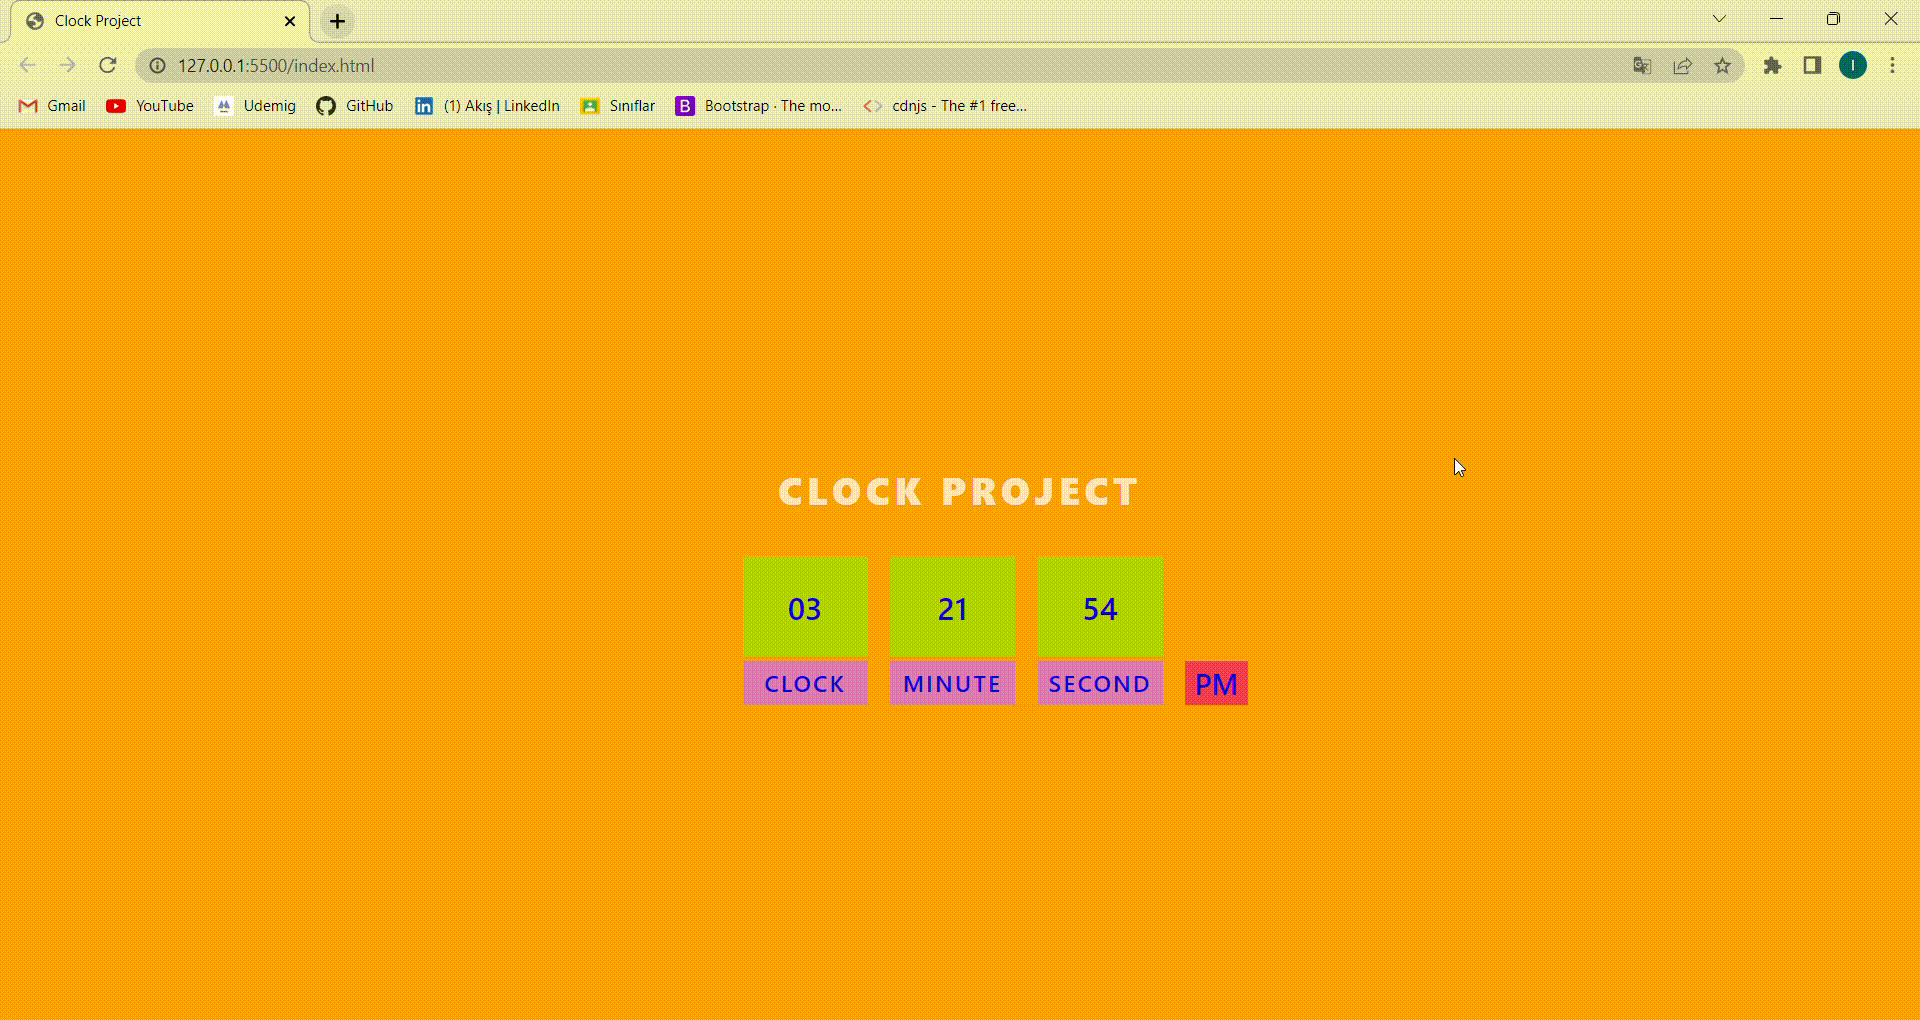 Clock Project
127.0.0.1:5500/index.html
I
Gmail YouTube Udemig GitHub (1) Akış | LinkedIn Sınıflar Bootstrap · The mo... cdnjs - The #1 free...
CLOCK PROJECT
03 21 54
CLOCK MINUTE SECOND PM